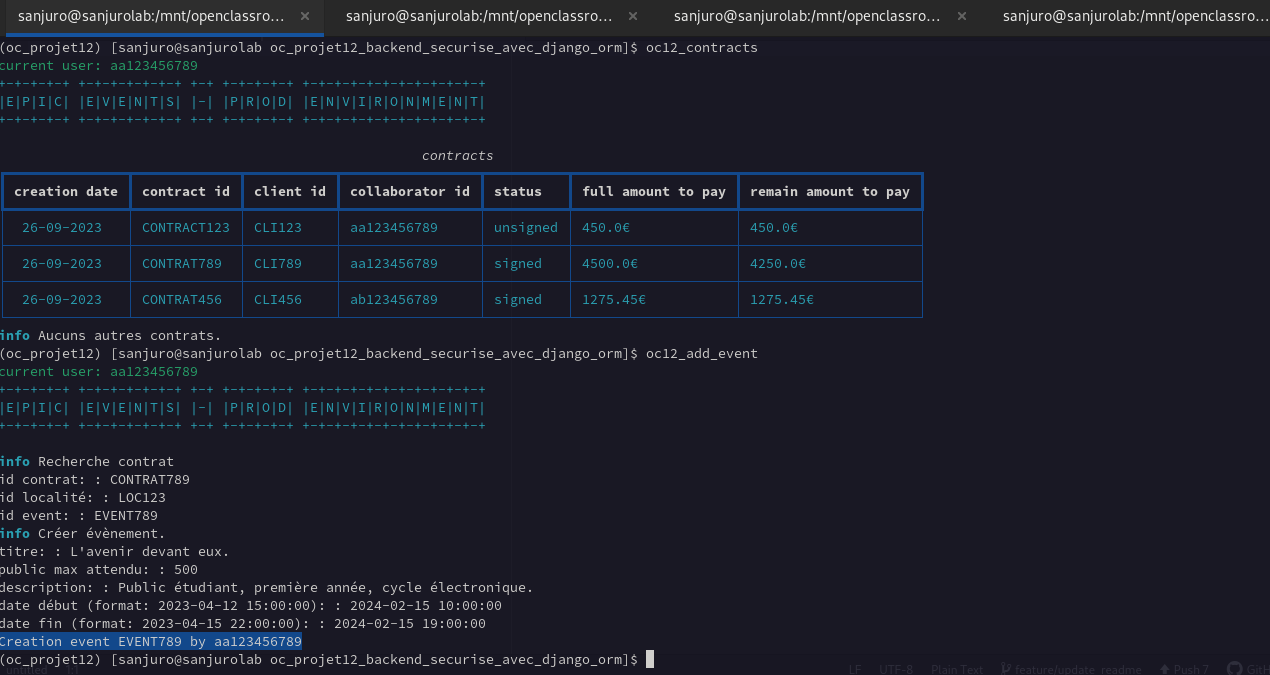 sanjuro@sanjurolab:/mnt/openclassro... × sanjuro@sanjurolab:/mnt/openclassro... × sanjuro@sanjurolab:/mnt/openclassro... × sanjuro@sanjurolab:/mnt/openclassro...
(oc_projet12) [sanjuro@sanjurolab oc_projet12_backend_securise_avec_django_orm]$ oc12_contracts
current user: aa123456789
+-+-+-+-+ +-+-+-+-+-+-+ +-+ +-+-+-+-+ +-+-+-+-+-+-+-+-+-+-+-+
|E|P|I|C| |E|V|E|N|T|S| |-| |P|R|O|D| |E|N|V|I|R|O|N|M|E|N|T|
+-+-+-+-+ +-+-+-+-+-+-+ +-+ +-+-+-+-+ +-+-+-+-+-+-+-+-+-+-+-+
contracts
creation date contract id client id collaborator id status full amount to pay remain amount to pay
26-09-2023 CONTRACT123 CLI123 aa123456789 unsigned 450.0€ 450.0€
26-09-2023 CONTRAT789 CLI789 aa123456789 signed 4500.0€ 4250.0€
26-09-2023 CONTRAT456 CLI456 ab123456789 signed 1275.45€ 1275.45€
info Aucuns autres contrats.
(oc_projet12) [sanjuro@sanjurolab oc_projet12_backend_securise_avec_django_orm]$ oc12_add_event
current user: aa123456789
+-+-+-+-+ +-+-+-+-+-+-+ +-+ +-+-+-+-+ +-+-+-+-+-+-+-+-+-+-+-+
|E|P|I|C| |E|V|E|N|T|S| |-| |P|R|O|D| |E|N|V|I|R|O|N|M|E|N|T|
+-+-+-+-+ +-+-+-+-+-+-+ +-+ +-+-+-+-+ +-+-+-+-+-+-+-+-+-+-+-+
info Recherche contrat
id contrat: : CONTRAT789
id localité: : LOC123
id event: : EVENT789
info Créer évènement.
titre: : L'avenir devant eux.
public max attendu: : 500
description: : Public étudiant, première année, cycle électronique.
date début (format: 2023-04-12 15:00:00): : 2024-02-15 10:00:00
date fin (format: 2023-04-15 22:00:00): : 2024-02-15 19:00:00
Creation event EVENT789 by aa123456789
(oc_projet12) [sanjuro@sanjurolab oc_projet12_backend_securise_avec_django_orm]$
untitled LF UTF-8 Plain Text feature/update_readme Push 7 GitH